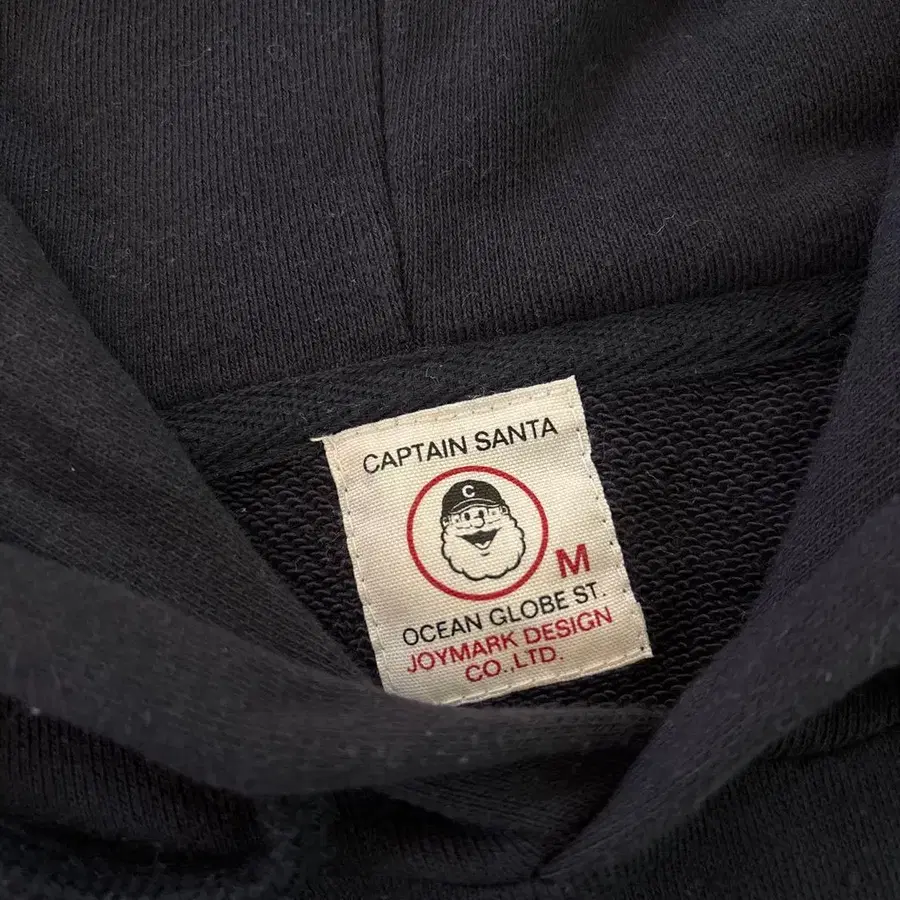 CAPTAIN SANTA
C
M
OCEAN GLOBE ST.
JOYMARK DESIGN
CO.,LTD.